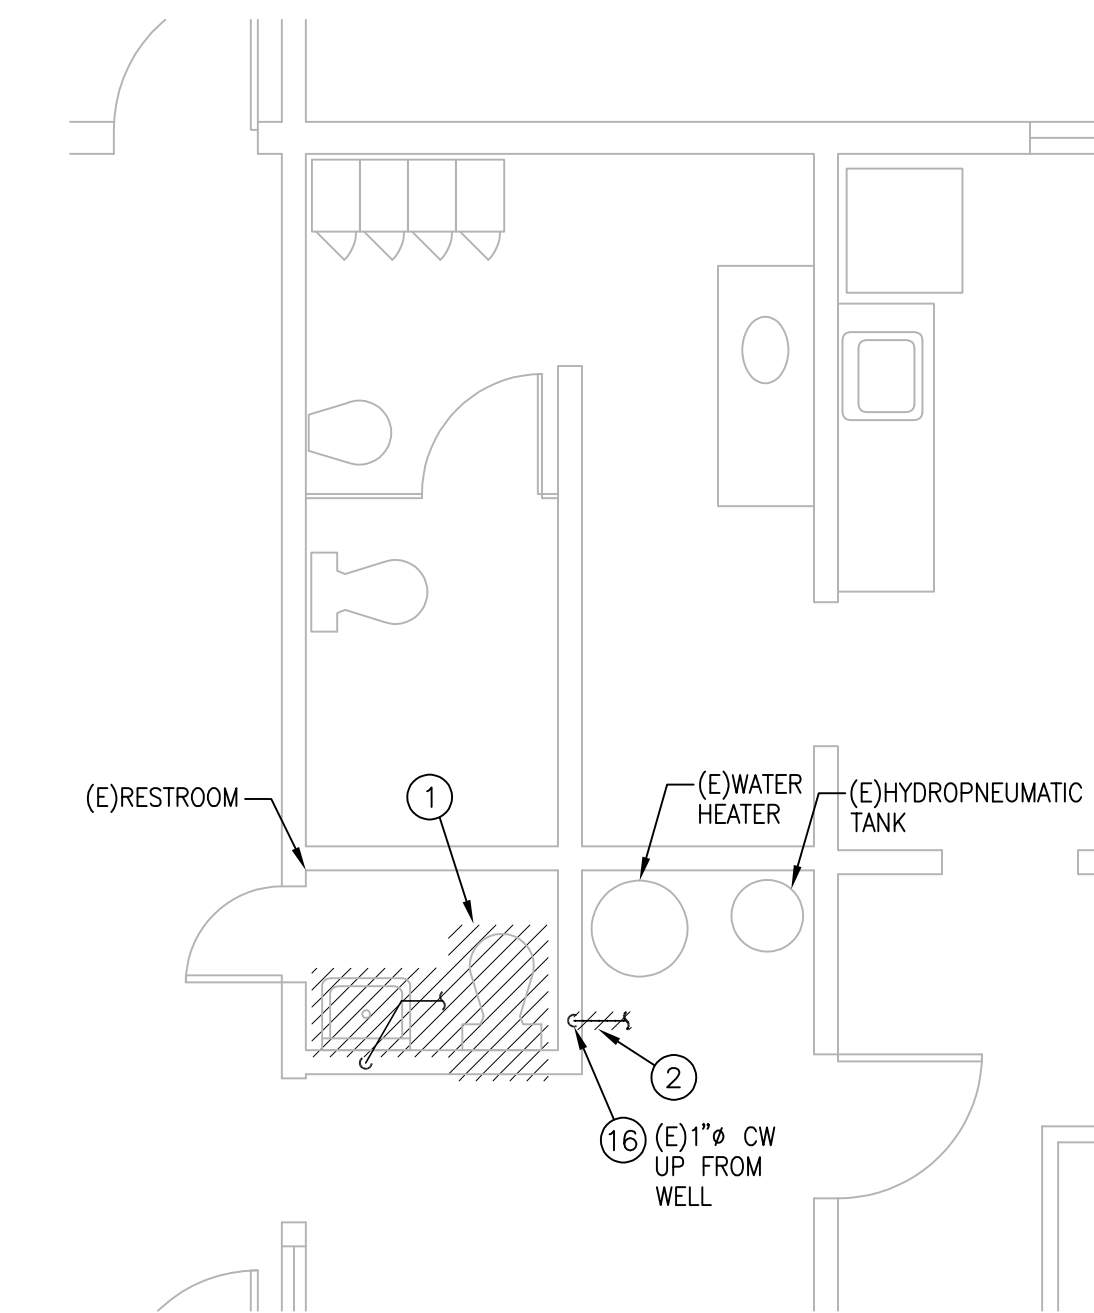 (E)RESTROOM
1
(E)WATER
HEATER
(E)HYDROPNEUMATIC
TANK
2
16
(E)1"ø CW
UP FROM
WELL